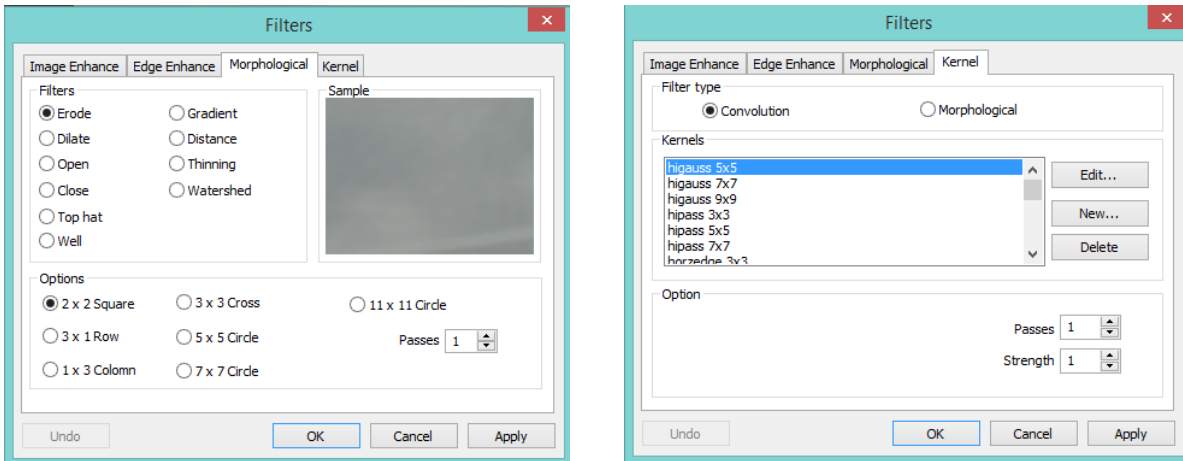 Filters
Image Enhance Edge Enhance Morphological Kernel
Filters
Erode Gradient
Dilate Distance
Open Thinning
Close Watershed
Top hat
Well
Sample
Options
2 x 2 Square 3 x 3 Cross 11 x 11 Circle
3 x 1 Row 5 x 5 Circle Passes 1
1 x 3 Colomn 7 x 7 Circle
Undo OK Cancel Apply
Filters
Image Enhance Edge Enhance Morphological Kernel
Filter type
Convolution Morphological
Kernels
higauss 5x5
higauss 7x7
higauss 9x9
hipass 3x3
hipass 5x5
hipass 7x7
horzedge 3x3
Edit...
New...
Delete
Option
Passes 1
Strength 1
Undo OK Cancel Apply